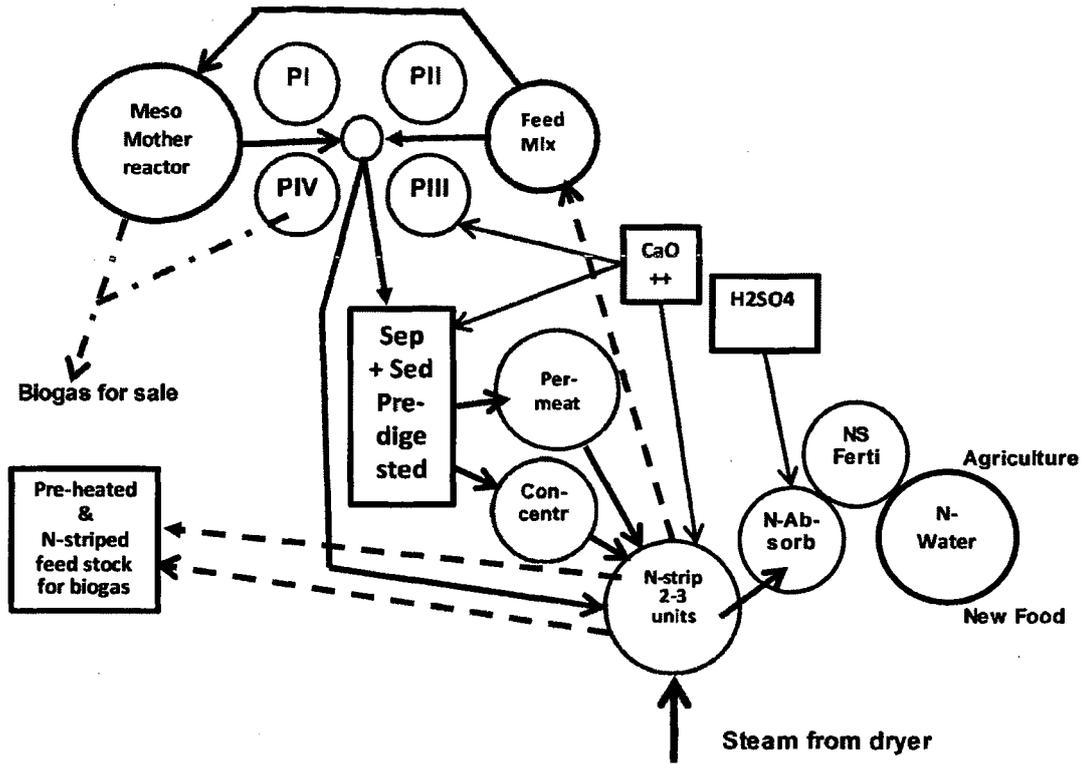 PI
PII
Meso
Mother
reactor
Feed
Mix
PIV
PIII
CaO
++
H2SO4
Sep
+ Sed
Pre-
dige
sted
Per-
meat
Biogas for sale
NS
Ferti
Agriculture
Con-
centr
Pre-heated
&
N-striped
feed stock
for biogas
N-Ab-
sorb
N-
Water
N-strip
2-3
units
New Food
Steam from dryer